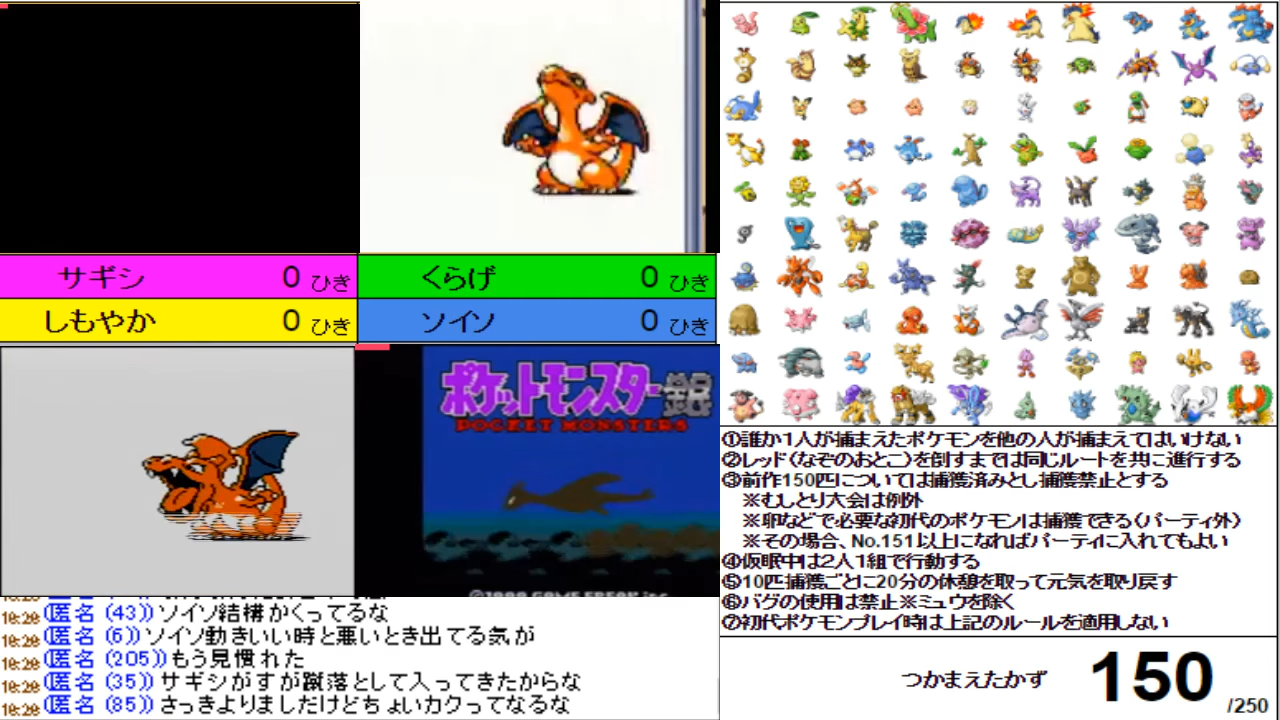 サギシ 0 ひき
くらげ 0 ひき
しもやか 0 ひき
ソイソ 0 ひき
ポケットモンスター銀
POCKET MONSTERS
18:28 (匿名 (43)) ソイソ結構かくってるな
18:28 (匿名 (6)) ソイソ動きいい時と悪いとき出てる気が
18:28 (匿名 (205)) もう見慣れた
18:28 (匿名 (35)) サギシがすが蹴落として入ってきたからな
18:28 (匿名 (85)) さっきよりましだけどちょいカクってなるな
①誰か1人が捕まえたポケモンを他の人が捕まえてはいけない
②レッド(なぞのおとこ)を倒すまでは同じルートを共に進行する
③前作150匹については捕獲済みとし捕獲禁止とする
※むしとり大会は例外
※卵などで必要な初代のポケモンは捕獲できる(パーティ外)
※その場合、No.151以上になればパーティに入れてもよい
④仮眠中は2人1組で行動する
⑤10匹捕獲ごとに20分の休憩を取って元気を取り戻す
⑥バグの使用は禁止※ミュウを除く
⑦初代ポケモンプレイ時は上記のルールを適用しない
つかまえたかず 150 /250